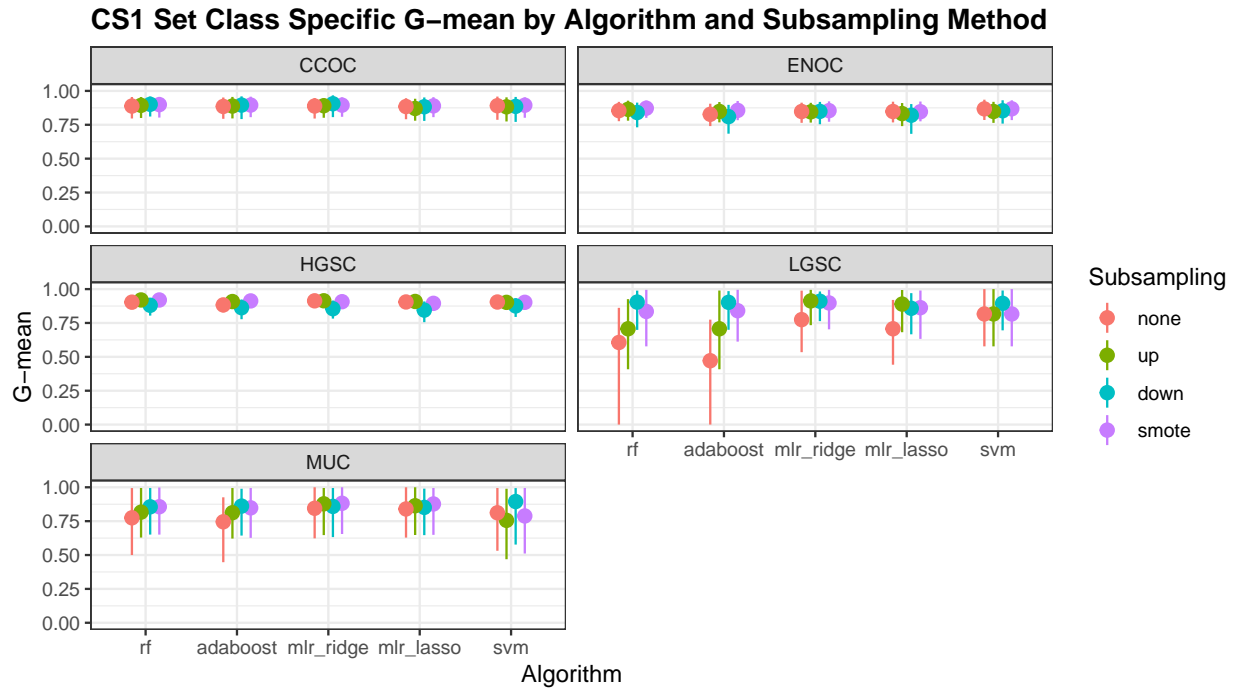 CS1 Set Class Specific G−mean by Algorithm and Subsampling Method
CCOC
ENOC
1.00
0.75
0.50
0.25
0.00
HGSC
LGSC
1.00
0.75
0.50
0.25
0.00
rf adaboost mlr_ridge mlr_lasso svm
MUC
1.00
0.75
0.50
0.25
0.00
rf adaboost mlr_ridge mlr_lasso svm
Algorithm
G−mean
Subsampling
none
up
down
smote